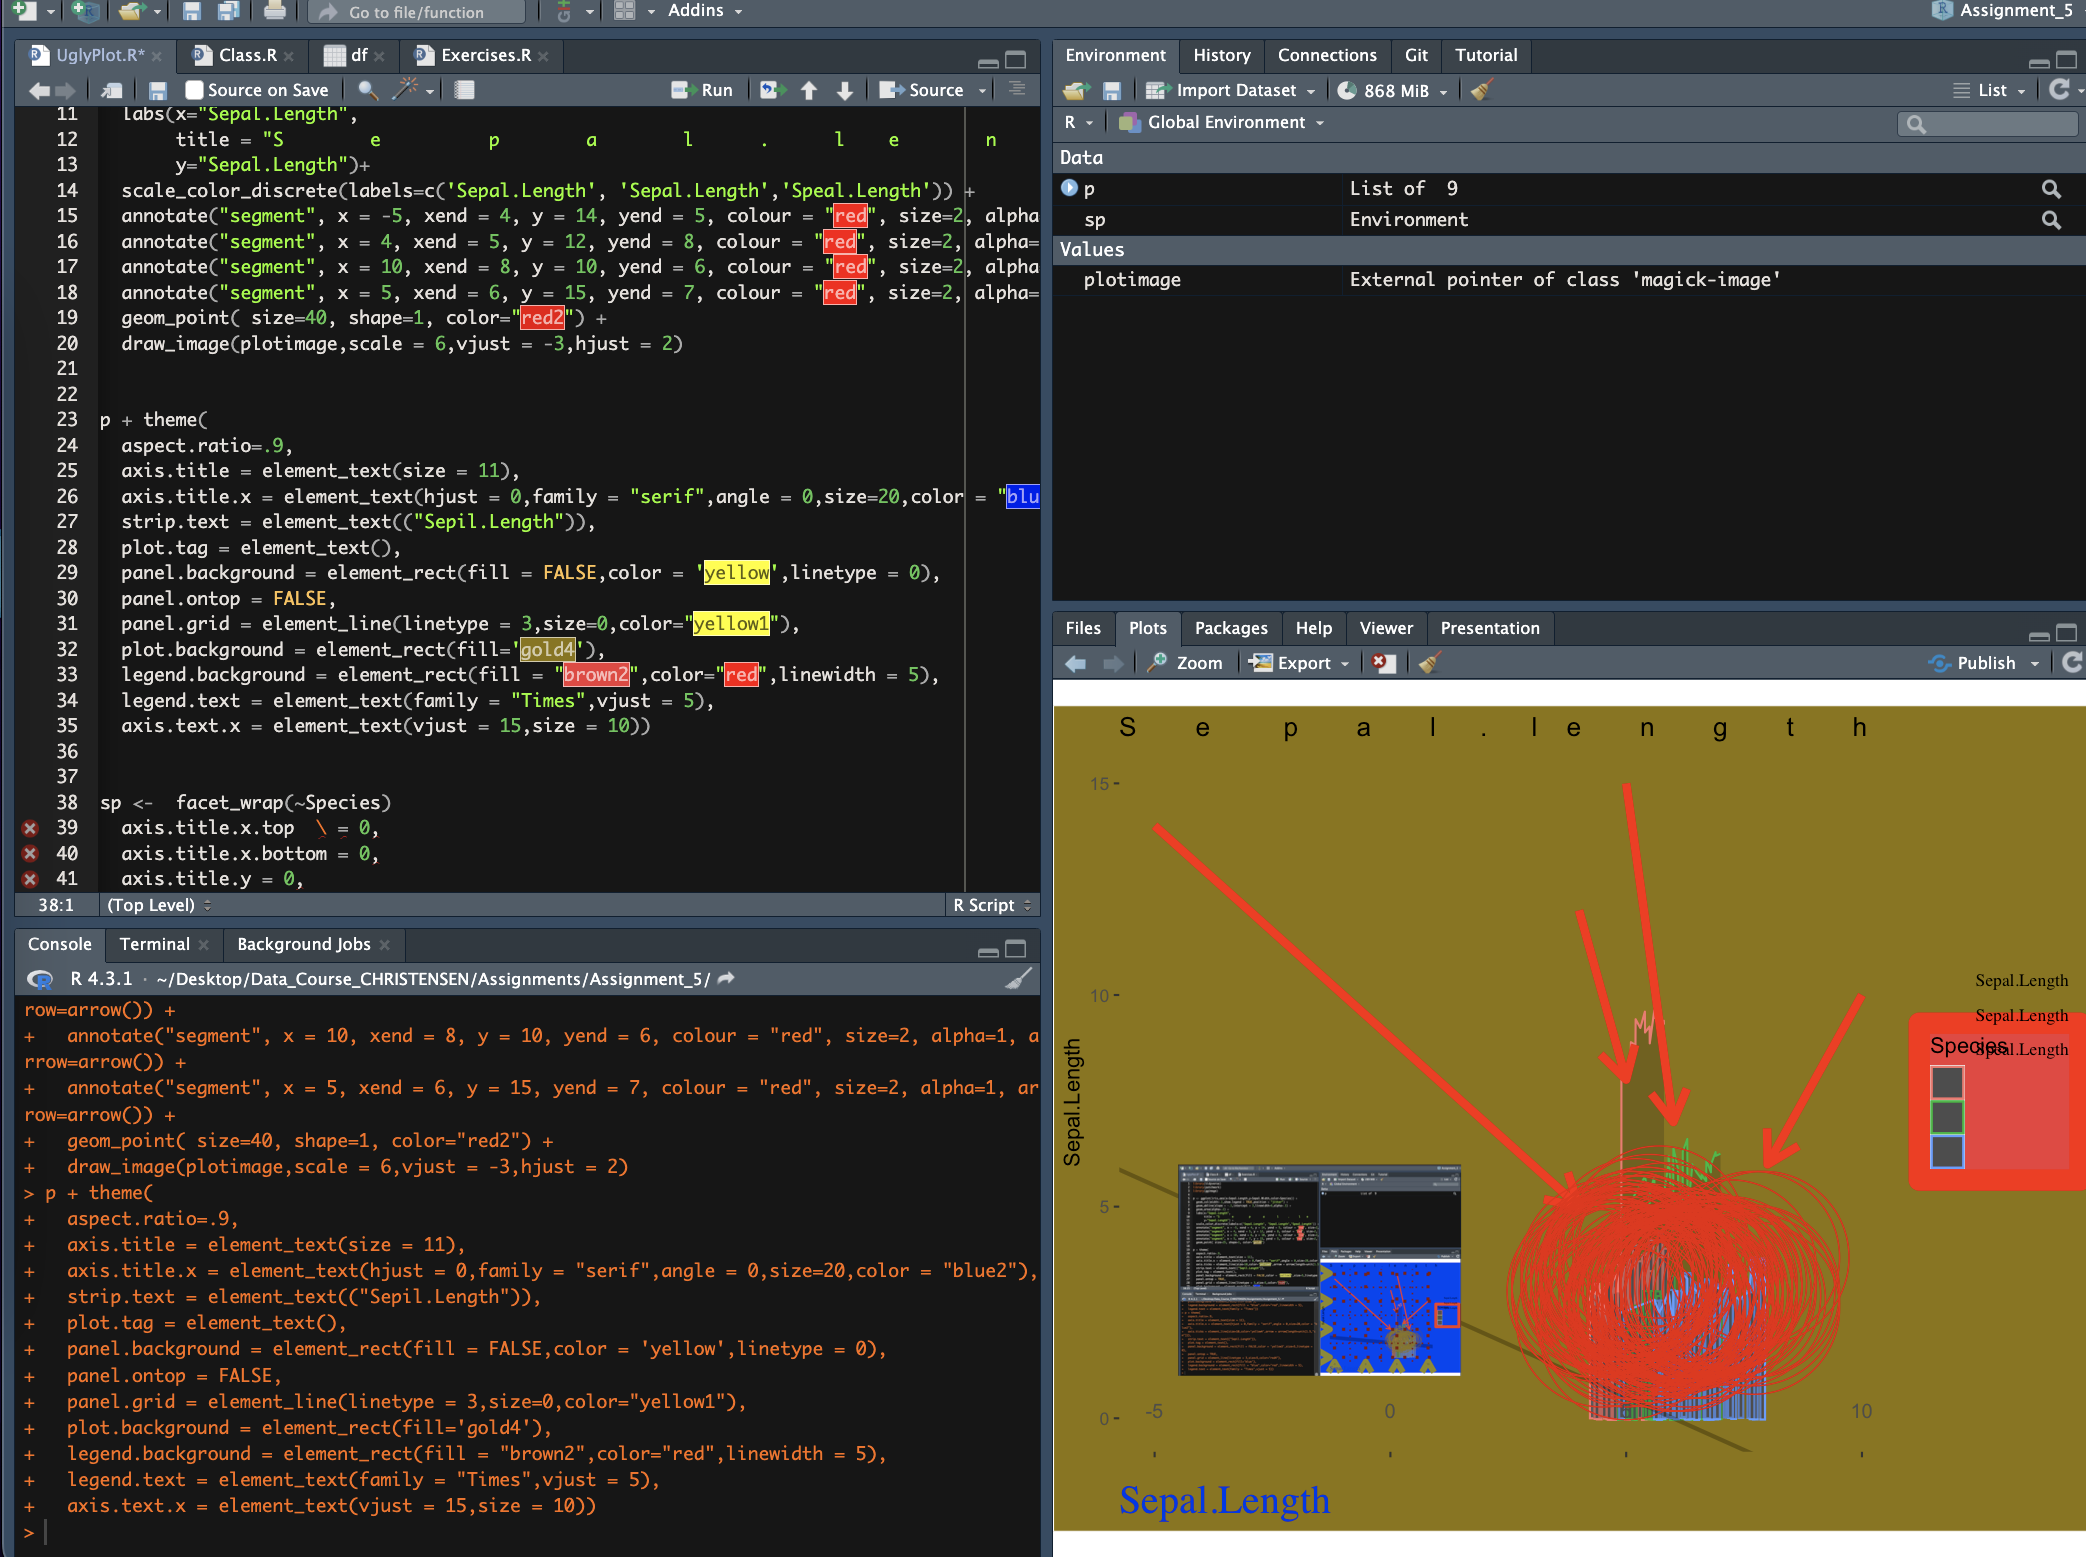 Go to file/function
Addins
Assignment_5
UglyPlot.R*
Class.R
df
Exercises.R
Source on Save
Run
Source
11 labs(x="Sepal.Length",
12 title = "S e p a l . l e n
13 y="Sepal.Length")+
14 scale_color_discrete(labels=c('Sepal.Length', 'Sepal.Length','Speal.Length')) +
15 annotate("segment", x = -5, xend = 4, y = 14, yend = 5, colour = "red", size=2, alpha
16 annotate("segment", x = 4, xend = 5, y = 12, yend = 8, colour = "red", size=2, alpha=
17 annotate("segment", x = 10, xend = 8, y = 10, yend = 6, colour = "red", size=2, alpha
18 annotate("segment", x = 5, xend = 6, y = 15, yend = 7, colour = "red", size=2, alpha=
19 geom_point( size=40, shape=1, color="red2") +
20 draw_image(plotimage,scale = 6,vjust = -3,hjust = 2)
21
22
23 p + theme(
24 aspect.ratio=.9,
25 axis.title = element_text(size = 11),
26 axis.title.x = element_text(hjust = 0,family = "serif",angle = 0,size=20,color = "blu
27 strip.text = element_text(("Sepil.Length")),
28 plot.tag = element_text(),
29 panel.background = element_rect(fill = FALSE,color = 'yellow',linetype = 0),
30 panel.ontop = FALSE,
31 panel.grid = element_line(linetype = 3,size=0,color="yellow1"),
32 plot.background = element_rect(fill='gold4'),
33 legend.background = element_rect(fill = "brown2",color="red",linewidth = 5),
34 legend.text = element_text(family = "Times",vjust = 5),
35 axis.text.x = element_text(vjust = 15,size = 10))
36
37
38 sp <- facet_wrap(~Species)
39 axis.title.x.top \ = 0,
40 axis.title.x.bottom = 0,
41 axis.title.y = 0,
38:1 (Top Level) R Script
Console Terminal Background Jobs
R 4.3.1 · ~/Desktop/Data_Course_CHRISTENSEN/Assignments/Assignment_5/
row=arrow()) +
+ annotate("segment", x = 10, xend = 8, y = 10, yend = 6, colour = "red", size=2, alpha=1, a
rrow=arrow()) +
+ annotate("segment", x = 5, xend = 6, y = 15, yend = 7, colour = "red", size=2, alpha=1, ar
row=arrow()) +
+ geom_point( size=40, shape=1, color="red2") +
+ draw_image(plotimage,scale = 6,vjust = -3,hjust = 2)
> p + theme(
+ aspect.ratio=.9,
+ axis.title = element_text(size = 11),
+ axis.title.x = element_text(hjust = 0,family = "serif",angle = 0,size=20,color = "blue2"),
+ strip.text = element_text(("Sepil.Length")),
+ plot.tag = element_text(),
+ panel.background = element_rect(fill = FALSE,color = 'yellow',linetype = 0),
+ panel.ontop = FALSE,
+ panel.grid = element_line(linetype = 3,size=0,color="yellow1"),
+ plot.background = element_rect(fill='gold4'),
+ legend.background = element_rect(fill = "brown2",color="red",linewidth = 5),
+ legend.text = element_text(family = "Times",vjust = 5),
+ axis.text.x = element_text(vjust = 15,size = 10))
>
Environment History Connections Git Tutorial
Import Dataset 868 MiB List
R Global Environment
Data
p List of 9
sp Environment
Values
plotimage External pointer of class 'magick-image'
Files Plots Packages Help Viewer Presentation
Zoom Export Publish
S e p a l . l e n g t h
15
10
5
0
Sepal.Length
-5 0 10
Sepal.Length
Sepal.Length
Sepal.Length
Species
Speal.Length